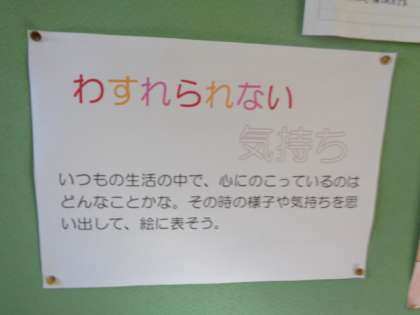 わすれられない
気持ち
いつもの生活の中で、心にのこっているのは
どんなことかな。その時の様子や気持ちを思
い出して、絵に表そう。